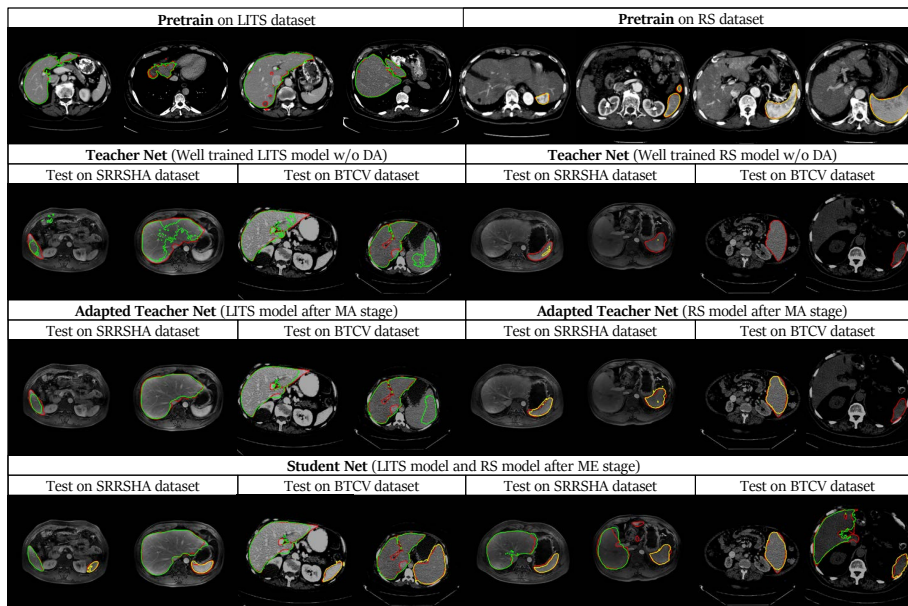 Pretrain on LITS dataset
Pretrain on RS dataset
Teacher Net (Well trained LITS model w/o DA)
Teacher Net (Well trained RS model w/o DA)
Test on SRRSHA dataset
Test on BTCV dataset
Test on SRRSHA dataset
Test on BTCV dataset
Adapted Teacher Net (LITS model after MA stage)
Adapted Teacher Net (RS model after MA stage)
Test on SRRSHA dataset
Test on BTCV dataset
Test on SRRSHA dataset
Test on BTCV dataset
Student Net (LITS model and RS model after ME stage)
Test on SRRSHA dataset
Test on BTCV dataset
Test on SRRSHA dataset
Test on BTCV dataset